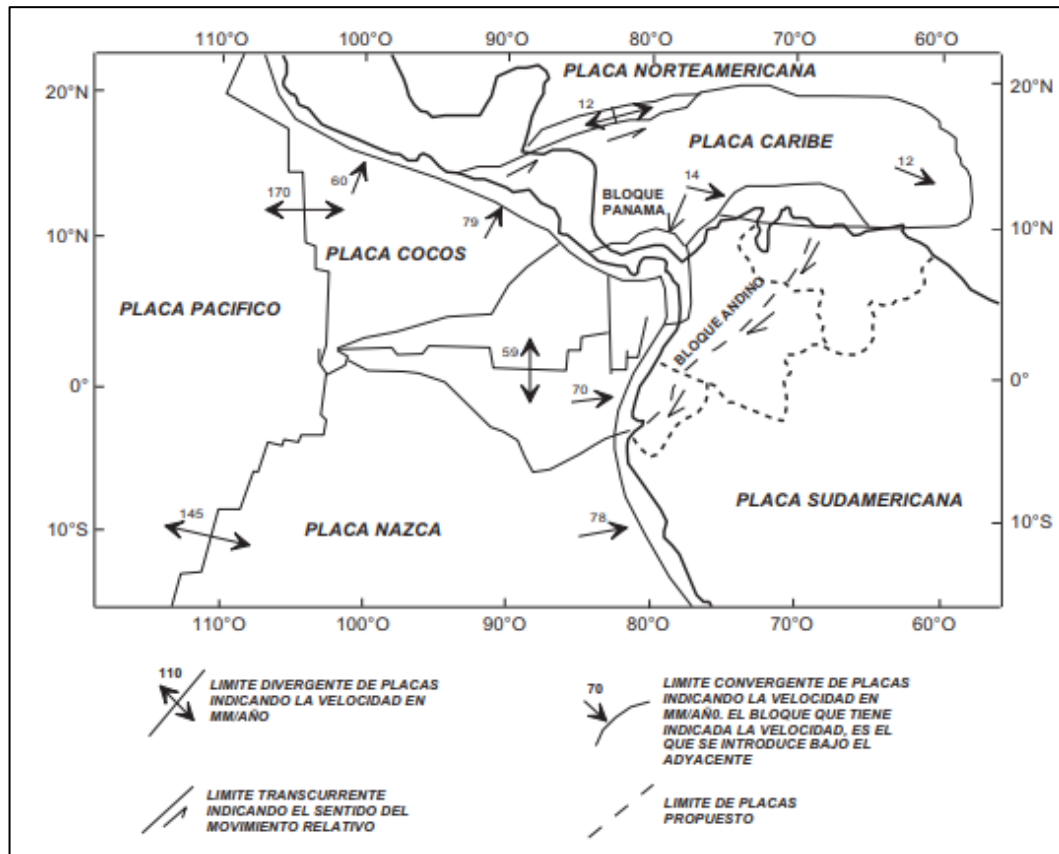 110°O 100°O 90°O 80°O 70°O 60°O
PLACA NORTEAMERICANA
20°N 20°N
12
PLACA CARIBE
12
60
170
14
BLOQUE
PANAMA
79
10°N 10°N
PLACA COCOS
PLACA PACIFICO
BLOQUE ANDINO
59
0° 0°
70
PLACA SUDAMERICANA
145
78
PLACA NAZCA
10°S 10°S
110°O 100°O 90°O 80°O 70°O 60°O
110
LIMITE DIVERGENTE DE PLACAS
INDICANDO LA VELOCIDAD EN
MM/AÑO
70
LIMITE CONVERGENTE DE PLACAS
INDICANDO LA VELOCIDAD EN
MM/AÑ0. EL BLOQUE QUE TIENE
INDICADA LA VELOCIDAD, ES EL
QUE SE INTRODUCE BAJO EL
ADYACENTE
LIMITE TRANSCURRENTE
INDICANDO EL SENTIDO DEL
MOVIMIENTO RELATIVO
LIMITE DE PLACAS
PROPUESTO